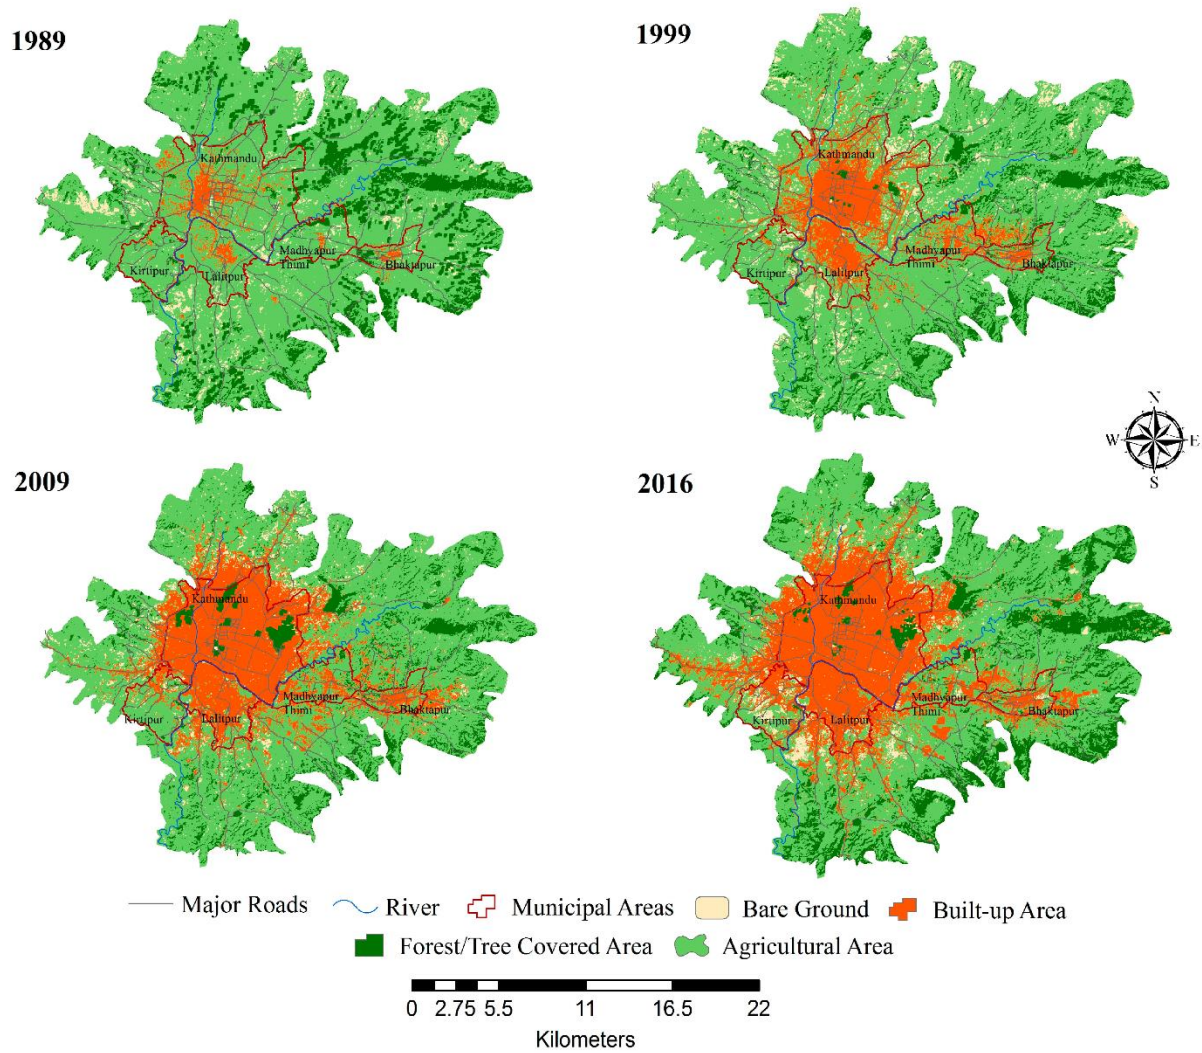 1989
Kathmandu
Kirtipur
Lalitpur
Madhyapur
Thimi
Bhaktapur
1999
Kathmandu
Kirtipur
Lalitpur
Madhyapur
Thimi
Bhaktapur
N
W E
S
2009
Kathmandu
Kirtipur
Lalitpur
Madhyapur
Thimi
Bhaktapur
2016
Kathmandu
Kirtipur
Lalitpur
Madhyapur
Thimi
Bhaktapur
Major Roads River Municipal Areas Bare Ground Built-up Area
Forest/Tree Covered Area Agricultural Area
0 2.75 5.5 11 16.5 22
Kilometers